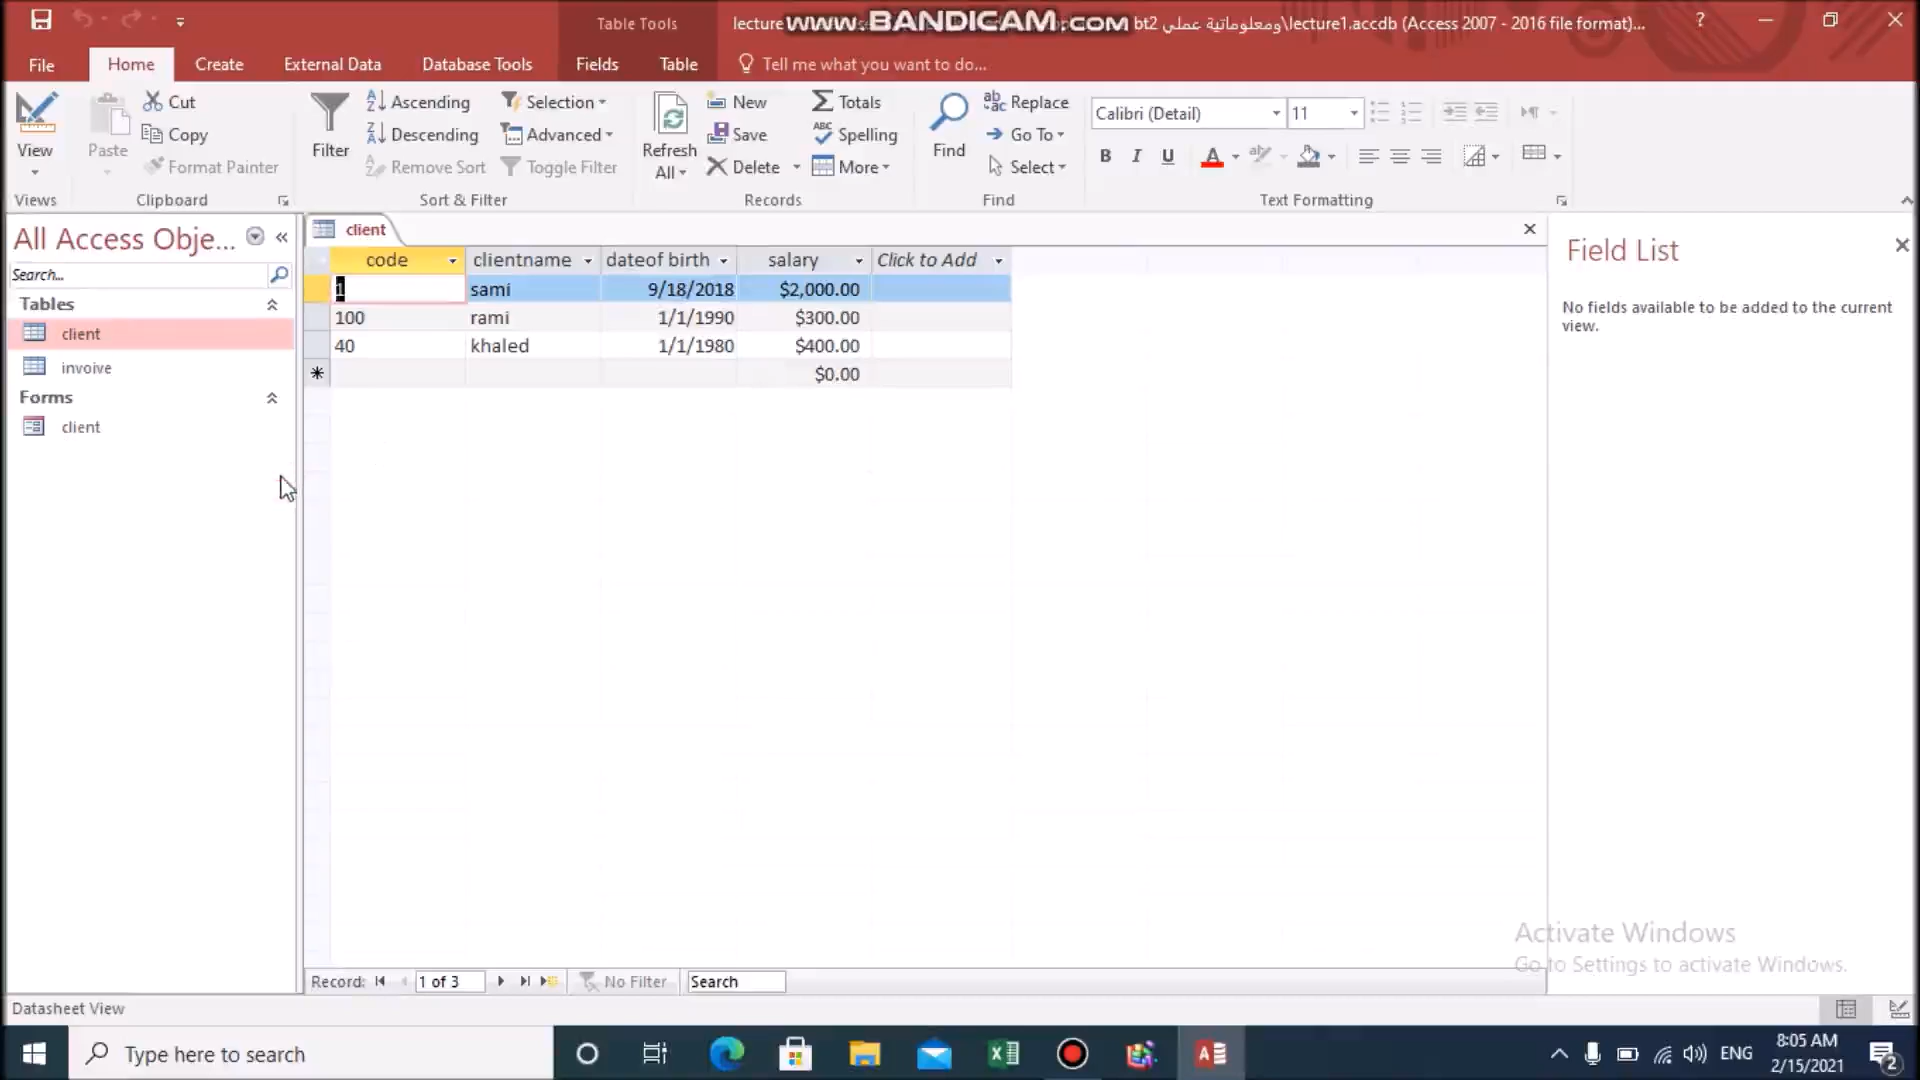 Table Tools
lecture
www.BANDICAM.com
bt2 ومعلوماتية عملي\lecture1.accdb (Access 2007 - 2016 file format)...
?
File
Home
Create
External Data
Database Tools
Fields
Table
Tell me what you want to do...
View
Paste
Cut
Copy
Format Painter
Filter
Ascending
Descending
Remove Sort
Selection
Advanced
Toggle Filter
Refresh
All
New
Save
Delete
Totals
Spelling
More
Find
Replace
Go To
Select
Calibri (Detail)
11
B I U
Views
Clipboard
Sort & Filter
Records
Find
Text Formatting
All Access Obje...
Search...
Tables
client
invoive
Forms
client
client
code clientname dateof birth salary Click to Add
1 sami 9/18/2018 $2,000.00
100 rami 1/1/1990 $300.00
40 khaled 1/1/1980 $400.00
$0.00
Field List
No fields available to be added to the current
view.
Activate Windows
Go to Settings to activate Windows.
Record: 1 of 3 No Filter Search
Datasheet View
Type here to search
ENG
8:05 AM
2/15/2021
2